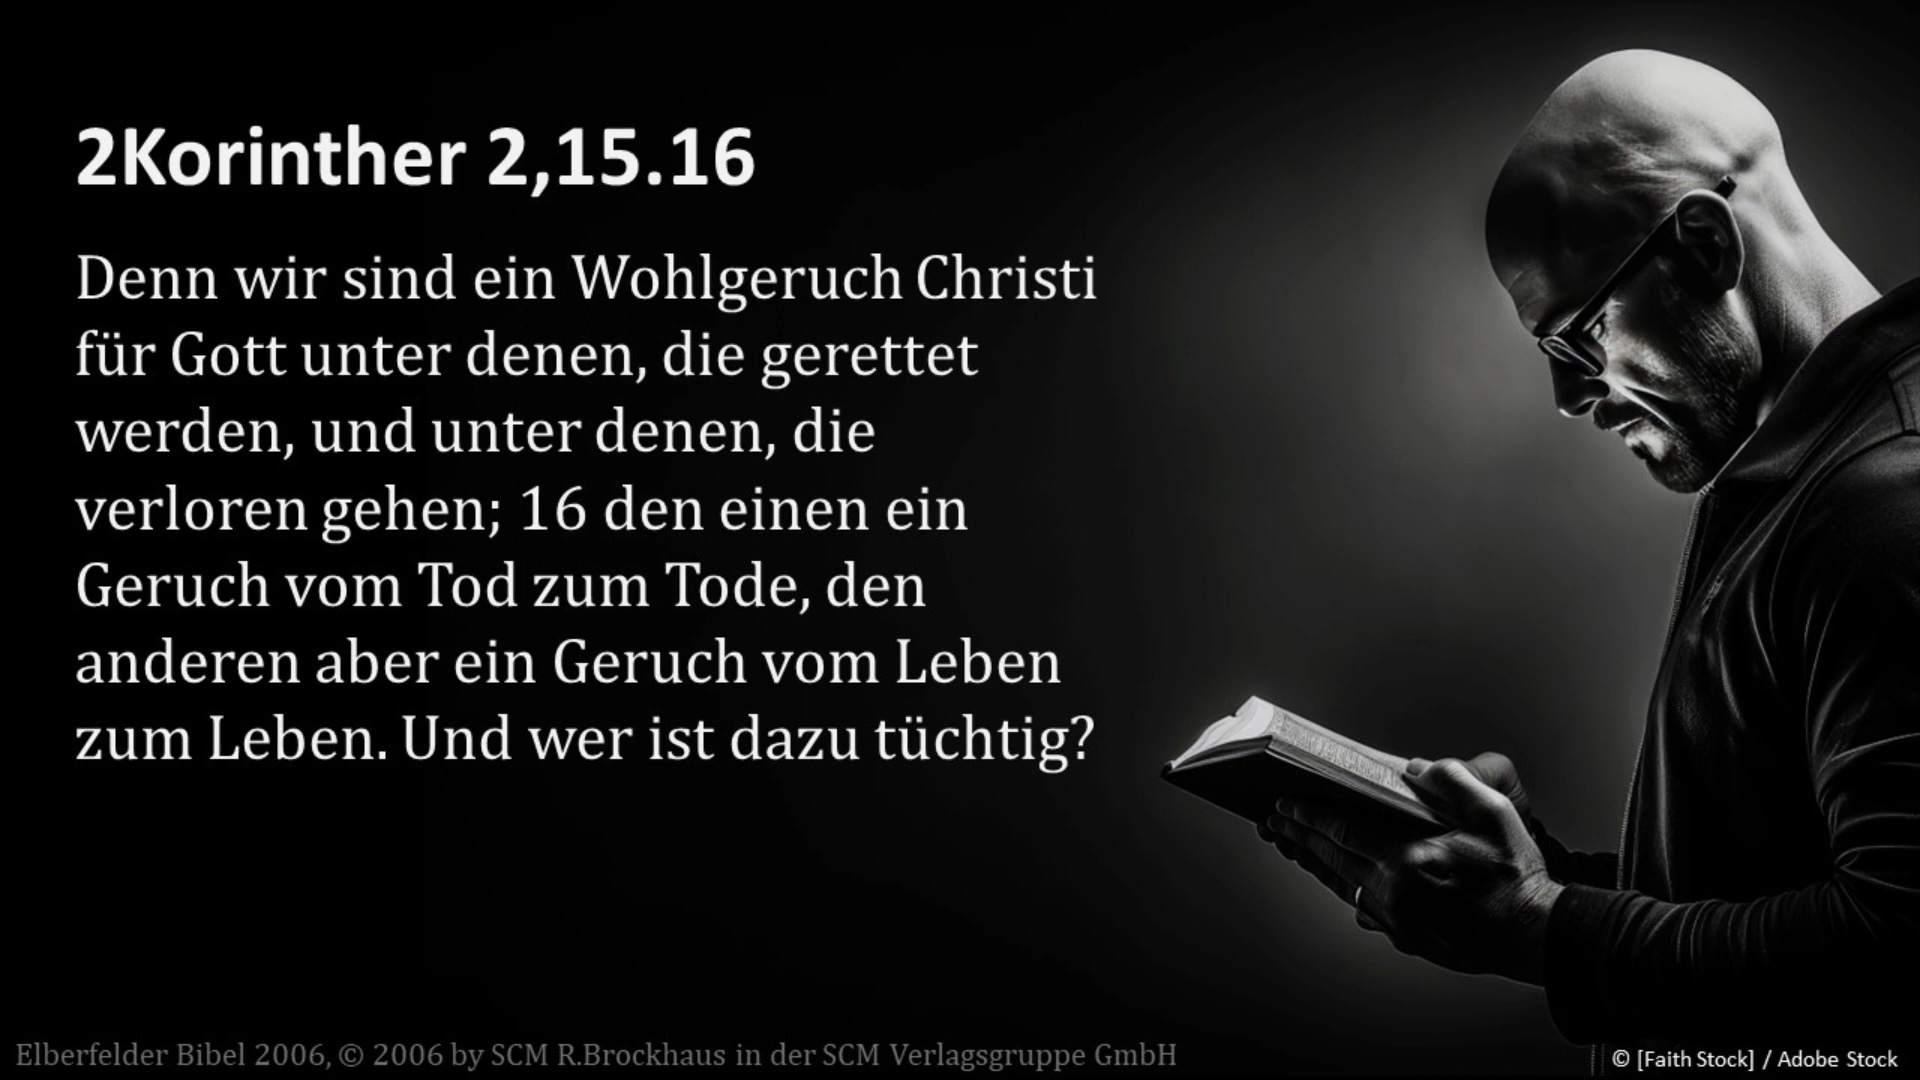 2Korinther 2,15.16
Denn wir sind ein Wohlgeruch Christi
für Gott unter denen, die gerettet
werden, und unter denen, die
verloren gehen; 16 den einen ein
Geruch vom Tod zum Tode, den
anderen aber ein Geruch vom Leben
zum Leben. Und wer ist dazu tüchtig?
Elberfelder Bibel 2006, © 2006 by SCM R.Brockhaus in der SCM Verlagsgruppe GmbH
© [Faith Stock] / Adobe Stock